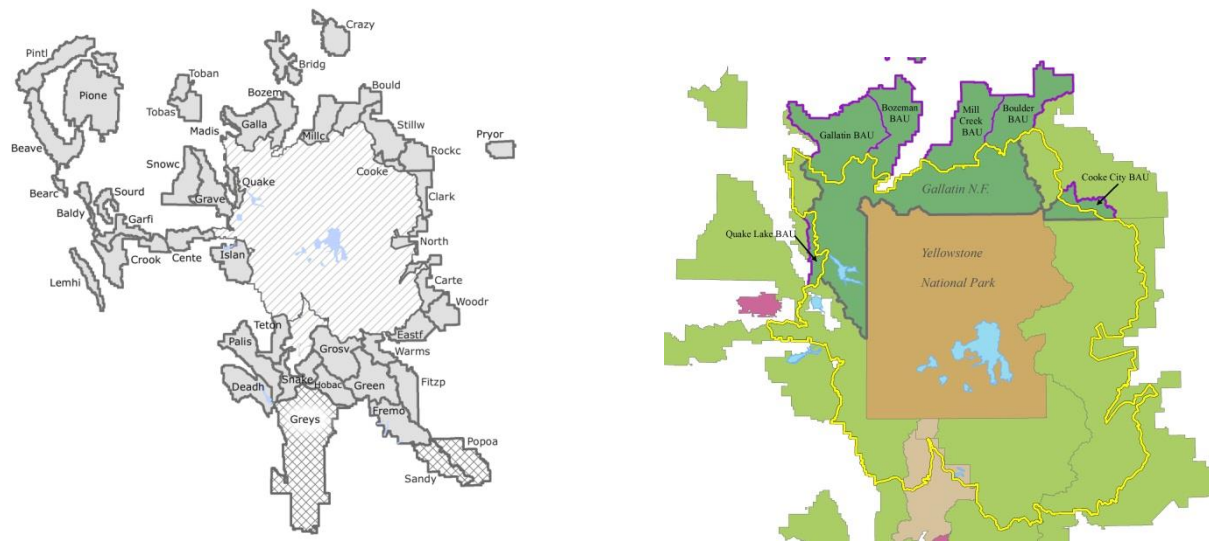 Crazy
Pintl
Bridg
Toban
Pione
Bould
Bozem
Tobas
Galla
Millc
Stillw
Madis
Pryor
Beave
Rockc
Snowc
Cooke
Quake
Bearc
Sourd
Grave
Clark
Baldy
Garfi
North
Crook
Cente
Islan
Lemhi
Carte
Woodr
Teton
Eastf
Palis
Grosv
Warms
Deadh
Snake
Hobac
Green
Fitzp
Greys
Fremo
Popoa
Sandy
Bozeman
BAU
Mill
Creek
BAU
Boulder
BAU
Gallatin BAU
Cooke City BAU
Gallatin N.F.
Quake Lake BAU
Yellowstone
National Park